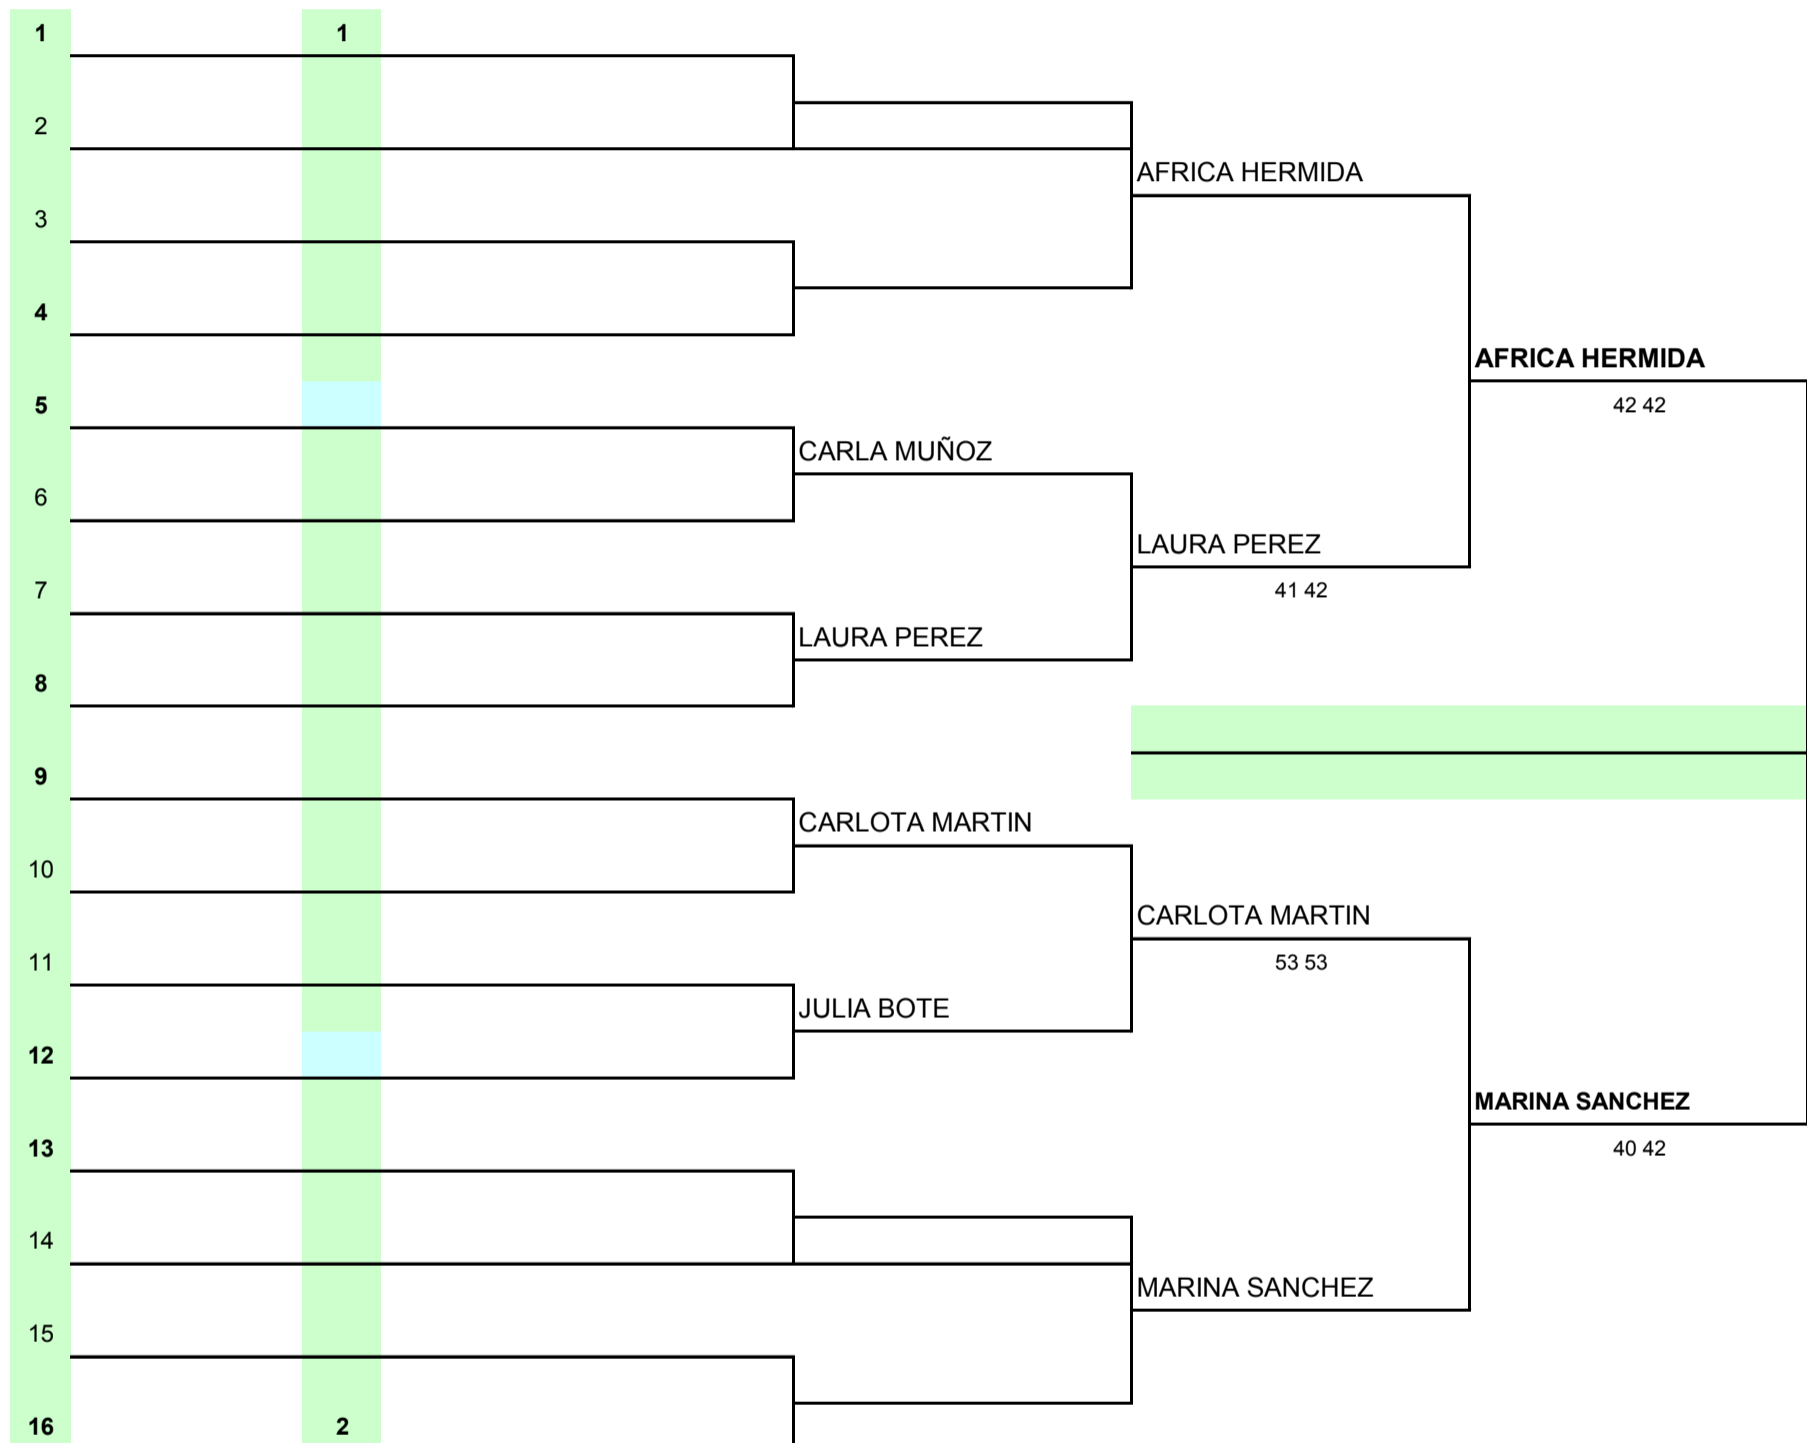 1 1
2
AFRICA HERMIDA
3
4
AFRICA HERMIDA
5 42 42
CARLA MUÑOZ
6
LAURA PEREZ
7 41 42
LAURA PEREZ
8
9
CARLOTA MARTIN
10
CARLOTA MARTIN
11 53 53
JULIA BOTE
12
MARINA SANCHEZ
13 40 42
14
MARINA SANCHEZ
15
16 2